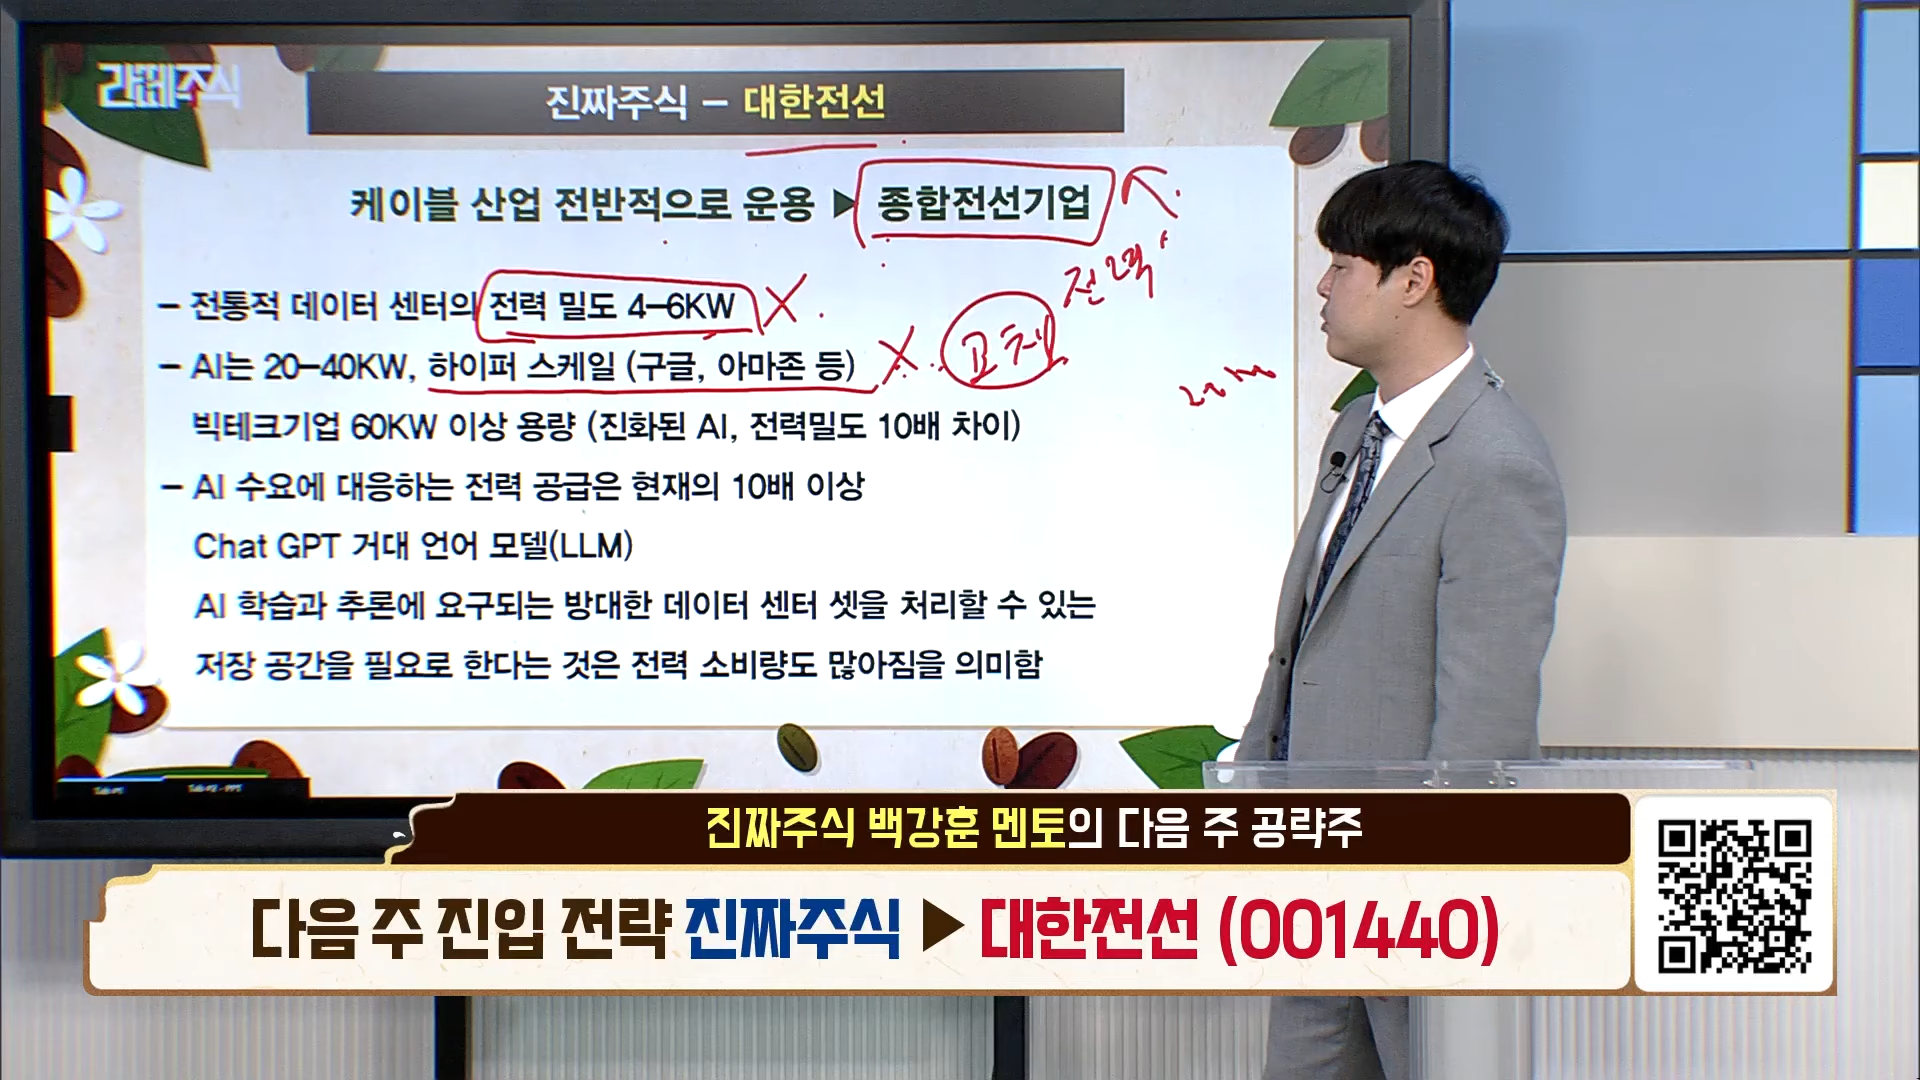 라떼주식
진짜주식 – 대한전선
케이블 산업 전반적으로 운용 ▶ 종합전선기업
– 전통적 데이터 센터의 전력 밀도 4–6KW
– AI는 20–40KW, 하이퍼 스케일 (구글, 아마존 등)
빅테크기업 60KW 이상 용량 (진화된 AI, 전력밀도 10배 차이)
– AI 수요에 대응하는 전력 공급은 현재의 10배 이상
Chat GPT 거대 언어 모델(LLM)
AI 학습과 추론에 요구되는 방대한 데이터 센터 셋을 처리할 수 있는
저장 공간을 필요로 한다는 것은 전력 소비량도 많아짐을 의미함
전력
교체
진짜주식 백강훈 멘토의 다음 주 공략주
다음 주 진입 전략 진짜주식 ▶ 대한전선 (001440)